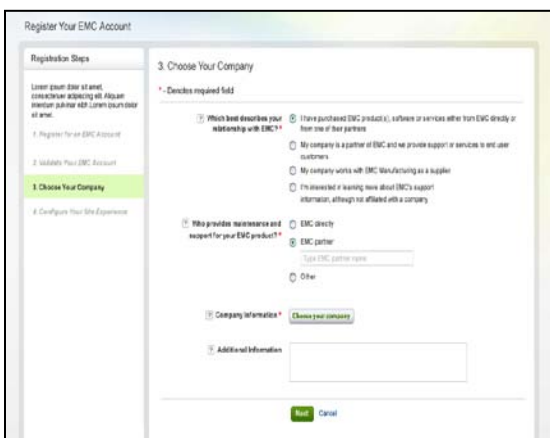 Register Your EMC Account
Registration Steps
Lorem ipsum dolor sit amet,
consectetuer adipiscing elit. Aliquam
interdum pulvinar nibh. Lorem ipsum dolor
sit amet.
1. Register for an EMC Account
2. Validate Your EMC Account
3. Choose Your Company
4. Configure Your Site Experience
3. Choose Your Company
* - Denotes required field
? Which best describes your
relationship with EMC? *
I have purchased EMC product(s), software or services either from EMC directly or
from one of their partners
My company is a partner of EMC and we provide support or services to end user
customers
My company works with EMC Manufacturing as a supplier
I'm interested in learning more about EMC's support
information, although not affiliated with a company
? Who provides maintenance and
support for your EMC product? *
EMC directly
EMC partner
Type EMC partner name
Other
? Company Information *
Choose your company
? Additional Information
Next Cancel